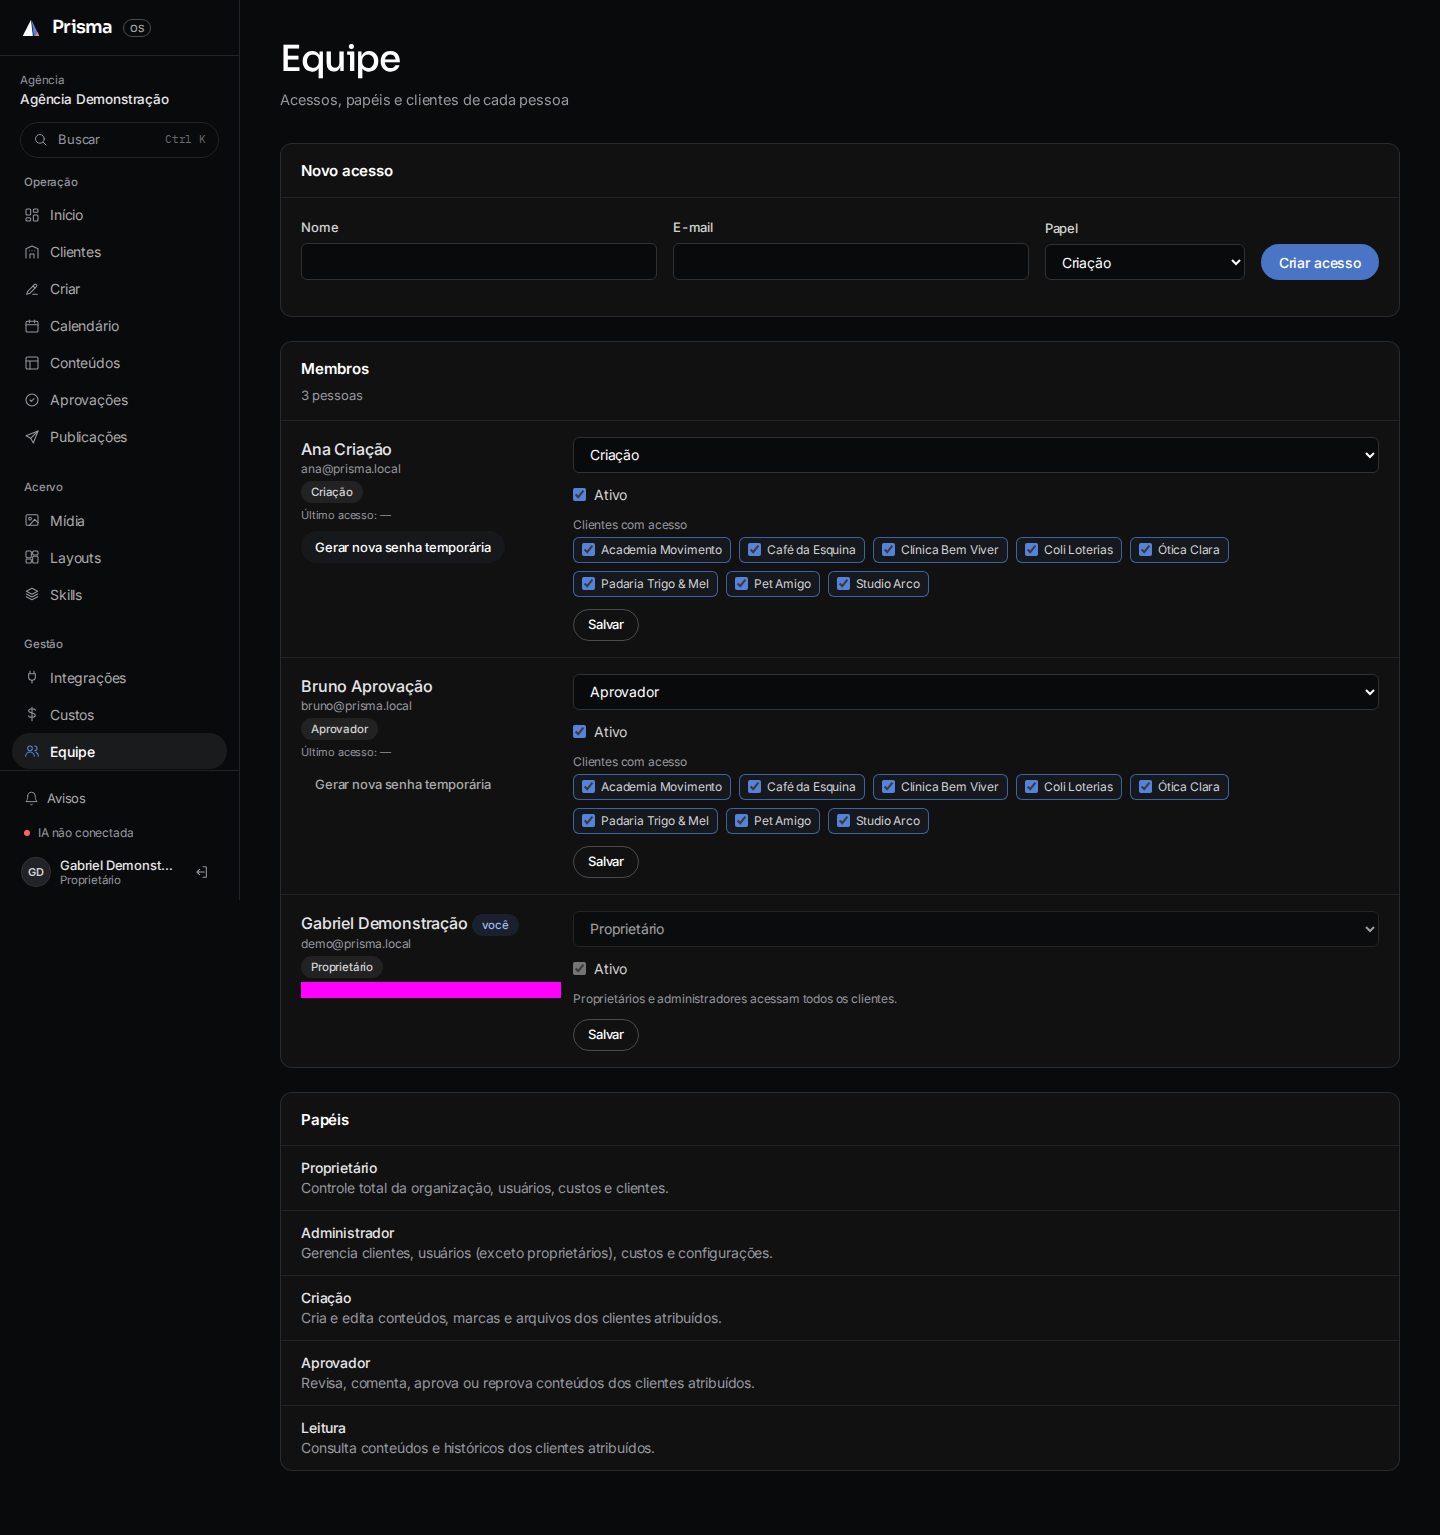 Prisma OS
Agência
Agência Demonstração
Buscar Ctrl K
Operação
Início
Clientes
Criar
Calendário
Conteúdos
Aprovações
Publicações
Acervo
Mídia
Layouts
Skills
Gestão
Integrações
Custos
Equipe
Avisos
IA não conectada
GD
Gabriel Demonst...
Proprietário
Equipe
Acessos, papéis e clientes de cada pessoa
Novo acesso
Nome
E-mail
Papel
Criação
Criar acesso
Membros
3 pessoas
Ana Criação
ana@prisma.local
Criação
Último acesso: —
Gerar nova senha temporária
Criação
Ativo
Clientes com acesso
Academia Movimento Café da Esquina Clínica Bem Viver Coli Loterias Ótica Clara
Padaria Trigo & Mel Pet Amigo Studio Arco
Salvar
Bruno Aprovação
bruno@prisma.local
Aprovador
Último acesso: —
Gerar nova senha temporária
Aprovador
Ativo
Clientes com acesso
Academia Movimento Café da Esquina Clínica Bem Viver Coli Loterias Ótica Clara
Padaria Trigo & Mel Pet Amigo Studio Arco
Salvar
Gabriel Demonstração você
demo@prisma.local
Proprietário
Proprietário
Ativo
Proprietários e administradores acessam todos os clientes.
Salvar
Papéis
Proprietário
Controle total da organização, usuários, custos e clientes.
Administrador
Gerencia clientes, usuários (exceto proprietários), custos e configurações.
Criação
Cria e edita conteúdos, marcas e arquivos dos clientes atribuídos.
Aprovador
Revisa, comenta, aprova ou reprova conteúdos dos clientes atribuídos.
Leitura
Consulta conteúdos e históricos dos clientes atribuídos.